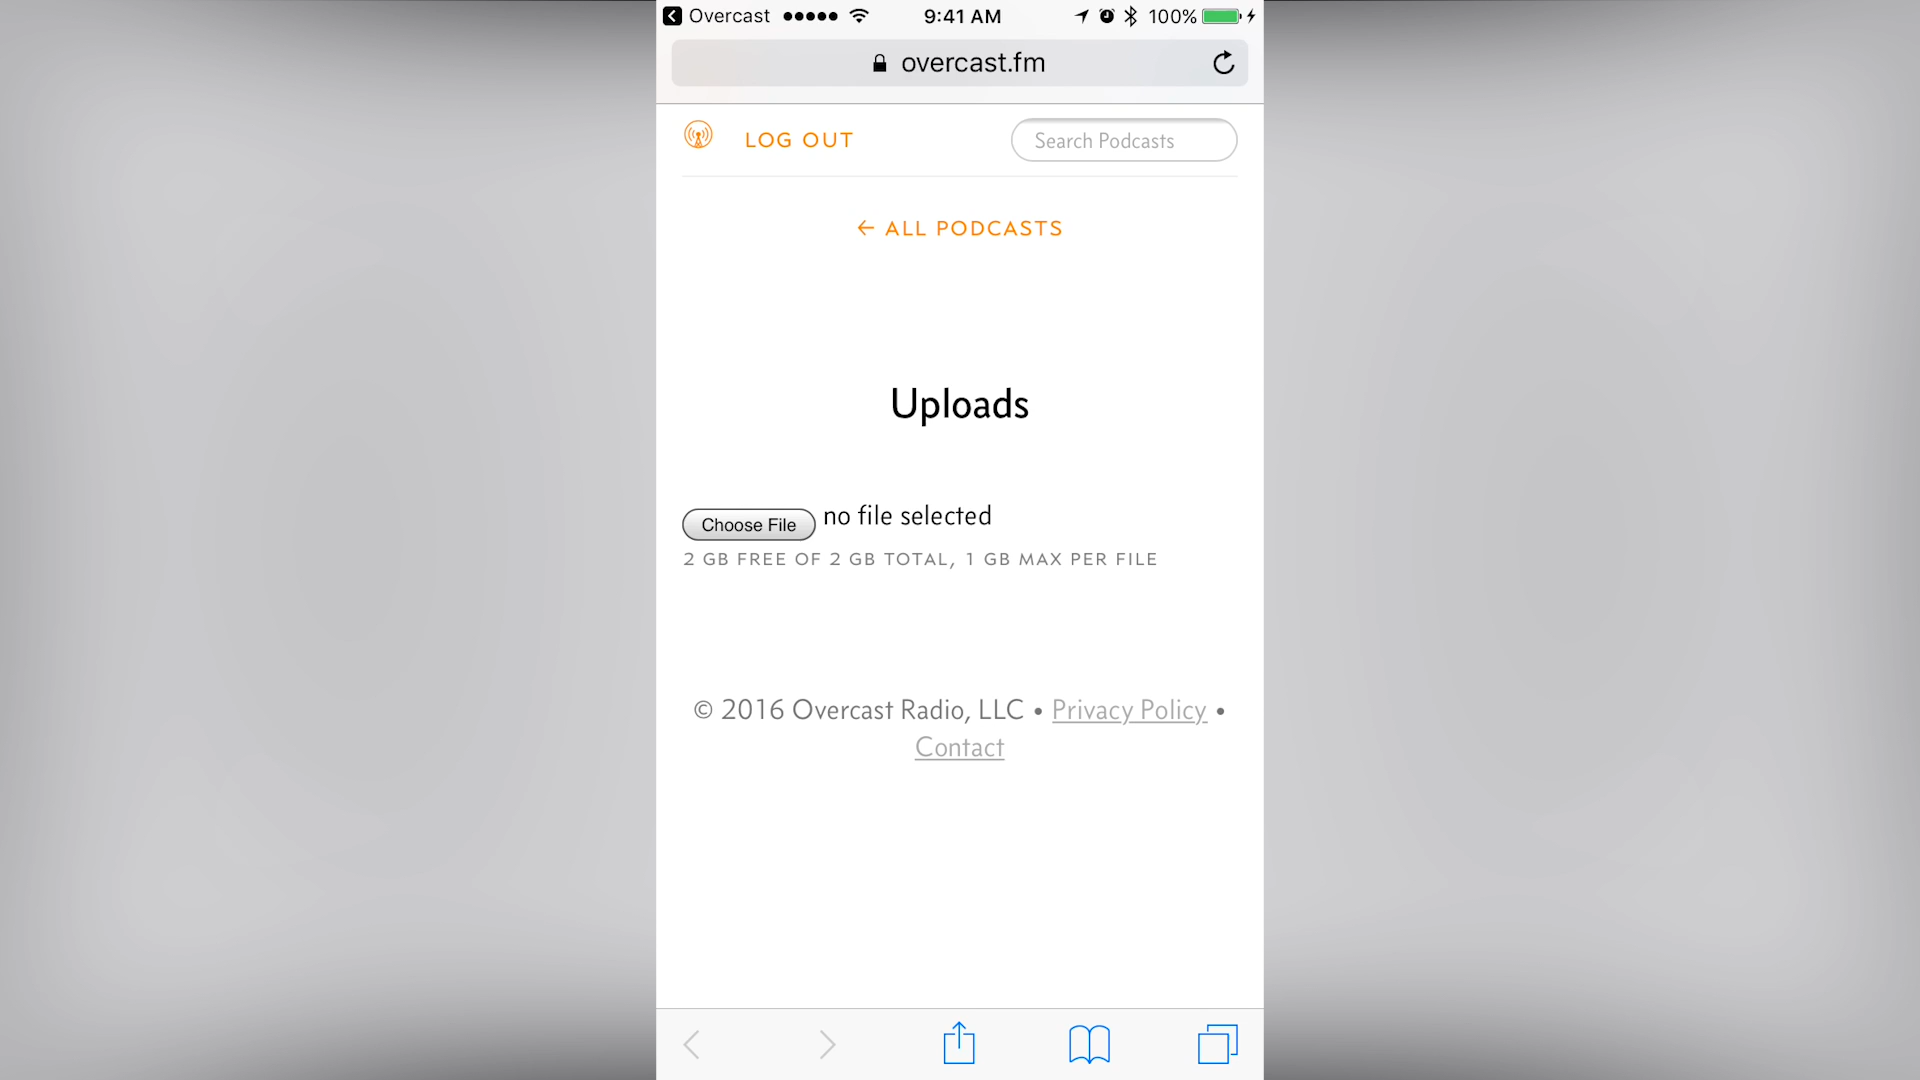 Overcast 9:41 AM 100%
overcast.fm
LOG OUT Search Podcasts
← ALL PODCASTS
Uploads
Choose File no file selected
2 GB FREE OF 2 GB TOTAL, 1 GB MAX PER FILE
© 2016 Overcast Radio, LLC • Privacy Policy •
Contact